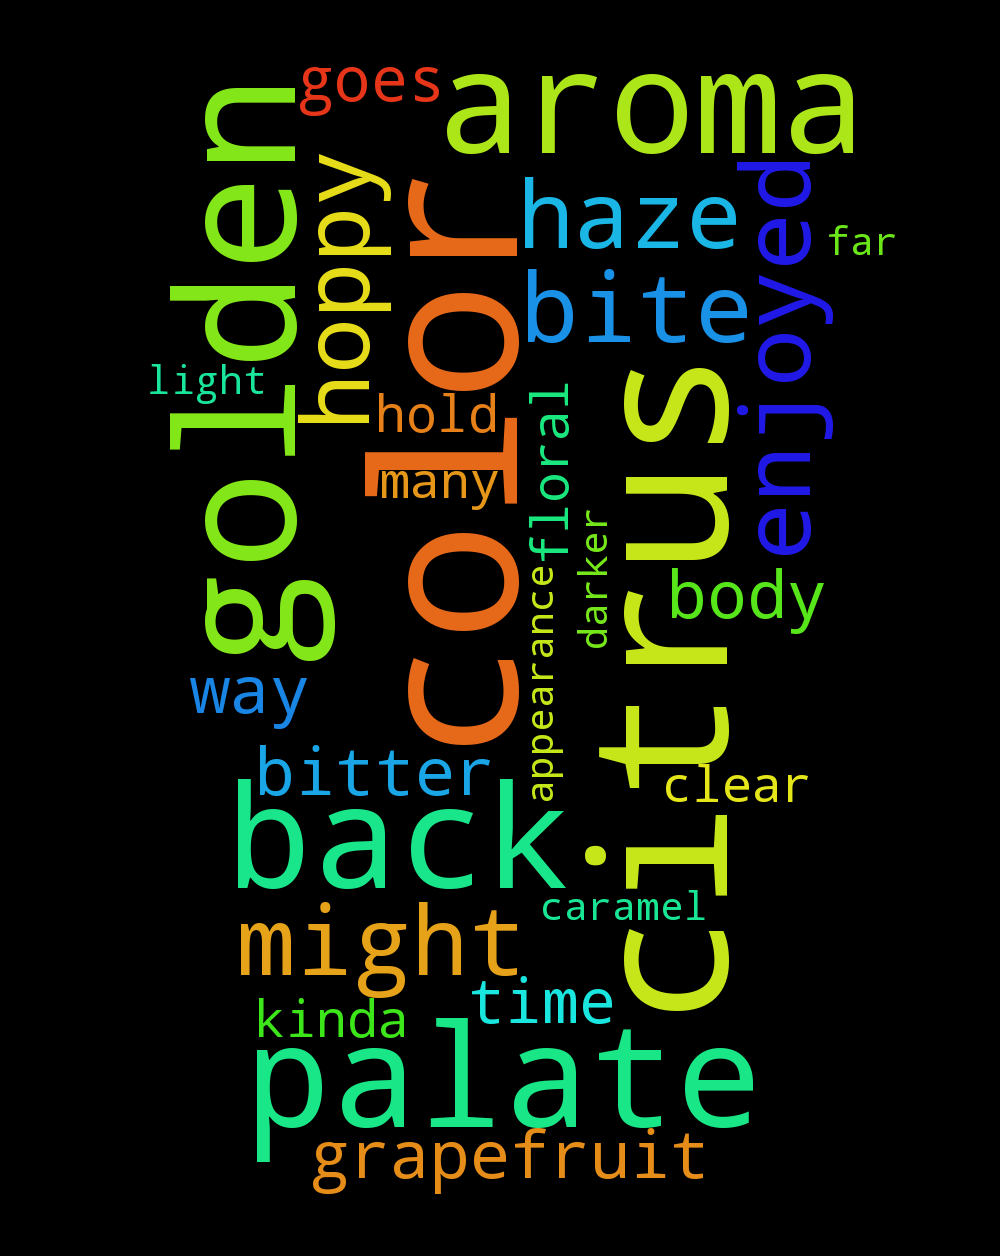 goes
aroma
golden
hoppy
color
haze
enjoyed
far
bite
light
citrus
hold
floral
many
darker
appearance
body
way
bitter
clear
back
caramel
might
time
kinda
palate
grapefruit